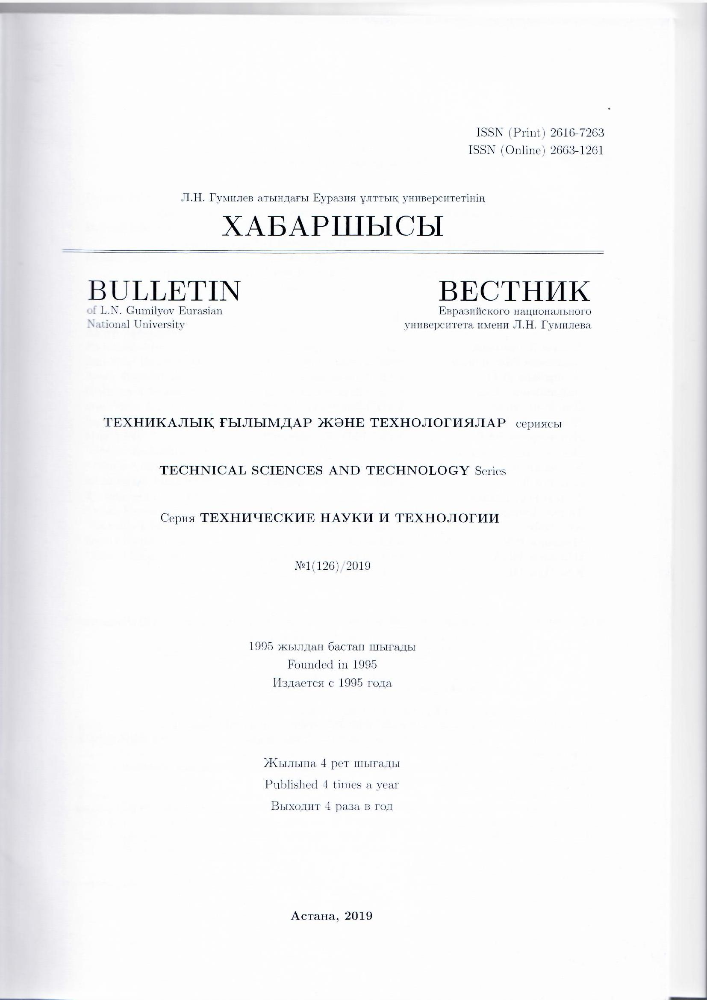 ISSN (Print) 2616-7263
ISSN (Online) 2663-1261
Л.Н. Гумилев атындағы Еуразия ұлттық университетінің
ХАБАРШЫСЫ
BULLETIN
of L.N. Gumilyov Eurasian
National University
ВЕСТНИК
Евразийского национального
университета имени Л.Н. Гумилева
ТЕХНИКАЛЫҚ ҒЫЛЫМДАР ЖӘНЕ ТЕХНОЛОГИЯЛАР сериясы
TECHNICAL SCIENCES AND TECHNOLOGY Series
Серия ТЕХНИЧЕСКИЕ НАУКИ И ТЕХНОЛОГИИ
№1(126)/2019
1995 жылдан бастап шыгады
Founded in 1995
Издается с 1995 года
Жылына 4 рет шыгады
Published 4 times a year
Выходит 4 раза в год
Астана, 2019